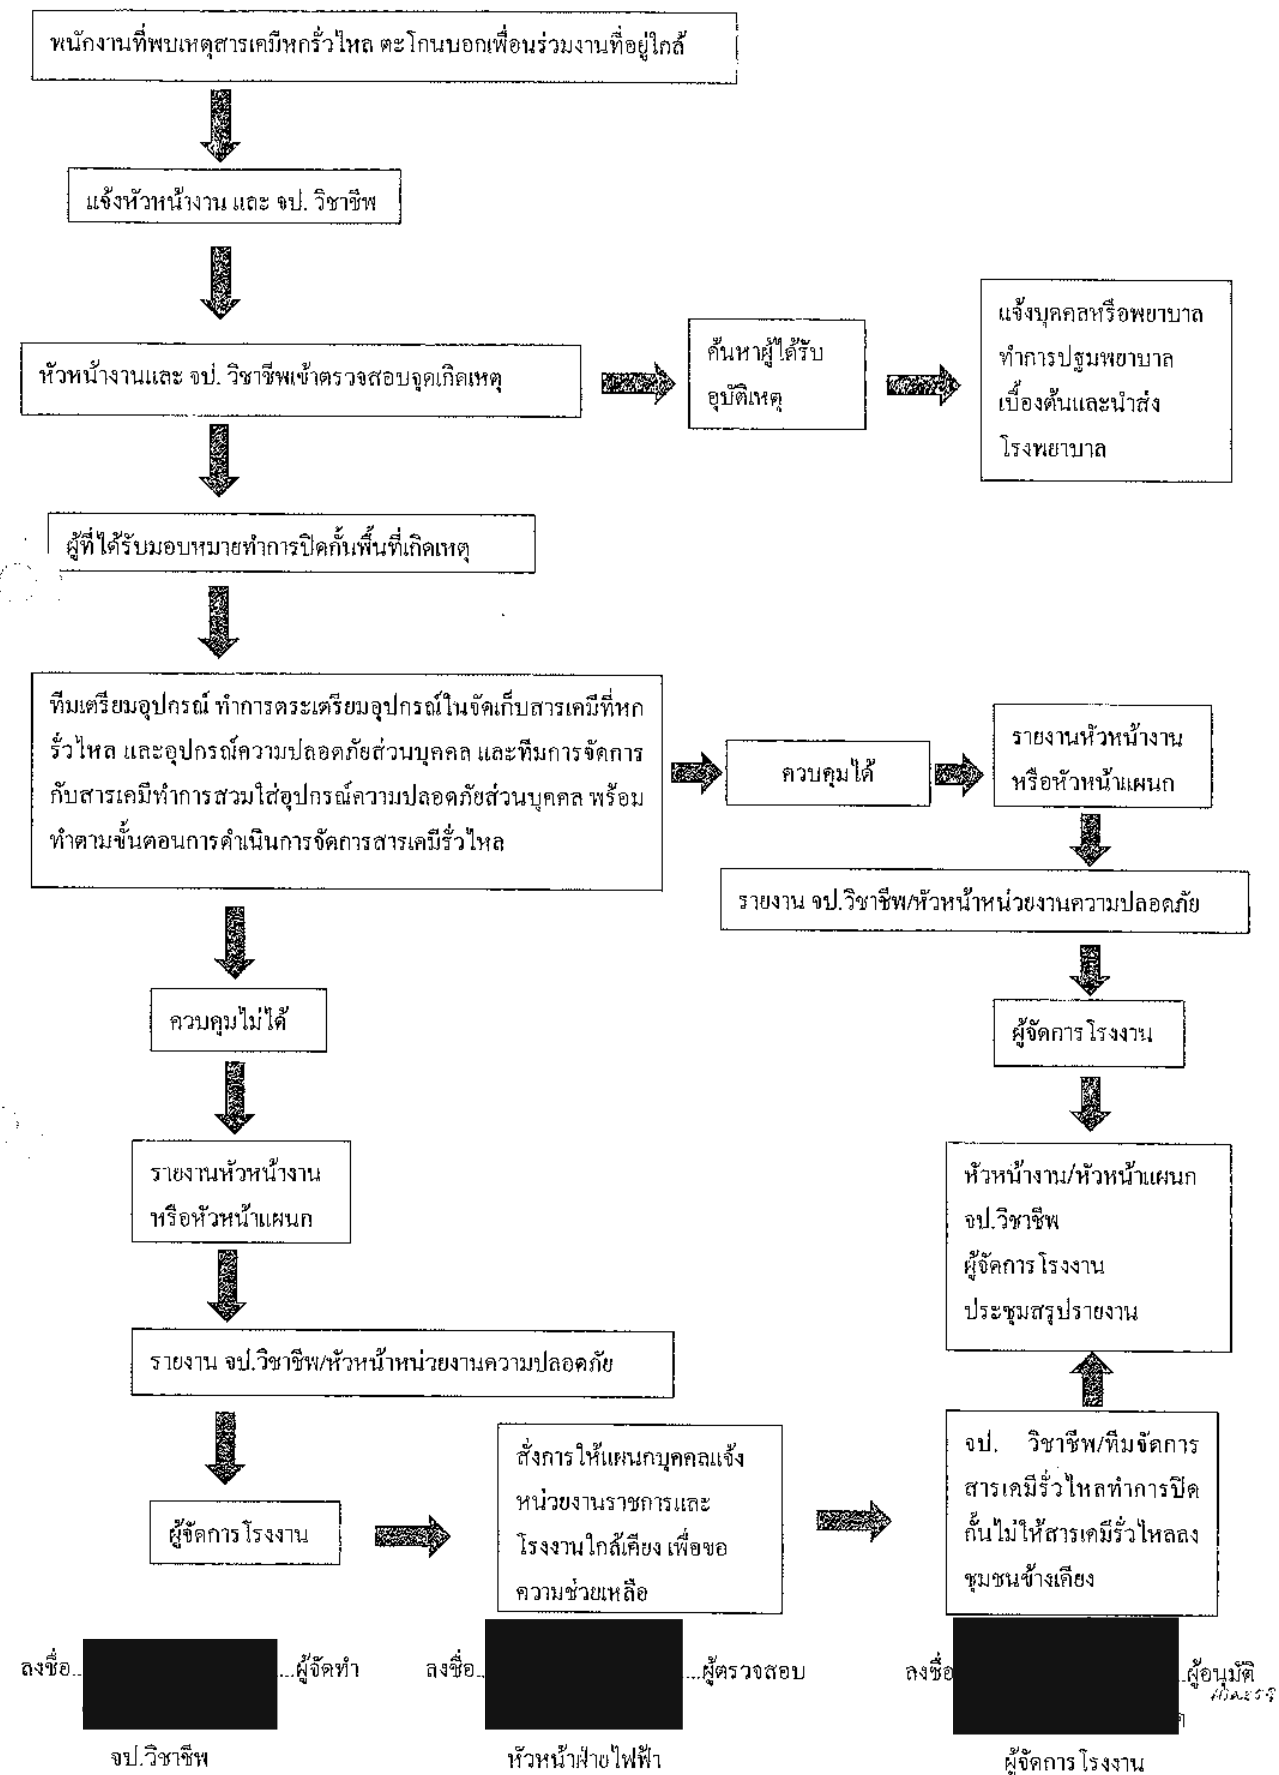 พนักงานที่พบเหตุสารเคมีหกรั่วไหล ตะโกนบอกเพื่อนร่วมงานที่อยู่ใกล้
แจ้งหัวหน้างาน และ จป. วิชาชีพ
หัวหน้างานและ จป. วิชาชีพเข้าตรวจสอบจุดเกิดเหตุ
ค้นหาผู้ได้รับ
อุบัติเหตุ
แจ้งบุคคลหรือพยาบาล
ทำการปฐมพยาบาล
เบื้องต้นและนำส่ง
โรงพยาบาล
ผู้ที่ได้รับมอบหมายทำการปิดกั้นพื้นที่เกิดเหตุ
ทีมเตรียมอุปกรณ์ ทำการตระเตรียมอุปกรณ์ในจัดเก็บสารเคมีที่หก
รั่วไหล และอุปกรณ์ความปลอดภัยส่วนบุคคล และทีมการจัดการ
กับสารเคมีทำการสวมใส่อุปกรณ์ความปลอดภัยส่วนบุคคล พร้อม
ทำตามขั้นตอนการดำเนินการจัดการสารเคมีรั่วไหล
ควบคุมได้
รายงานหัวหน้างาน
หรือหัวหน้าแผนก
รายงาน จป.วิชาชีพ/หัวหน้าหน่วยงานความปลอดภัย
ผู้จัดการโรงงาน
หัวหน้างาน/หัวหน้าแผนก
จป.วิชาชีพ
ผู้จัดการโรงงาน
ประชุมสรุปรายงาน
ควบคุมไม่ได้
รายงานหัวหน้างาน
หรือหัวหน้าแผนก
รายงาน จป.วิชาชีพ/หัวหน้าหน่วยงานความปลอดภัย
ผู้จัดการโรงงาน
สั่งการให้แผนกบุคคลแจ้ง
หน่วยงานราชการและ
โรงงานใกล้เคียง เพื่อขอ
ความช่วยเหลือ
จป. วิชาชีพ/ทีมจัดการ
สารเคมีรั่วไหลทำการปิด
กั้นไม่ให้สารเคมีรั่วไหลลง
ชุมชนข้างเคียง
ลงชื่อ.. ...ผู้จัดทำ ลงชื่อ.. ...ผู้ตรวจสอบ ลงชื่อ ..ผู้อนุมัติ
จป.วิชาชีพ หัวหน้าฝ่ายไฟฟ้า ผู้จัดการโรงงาน